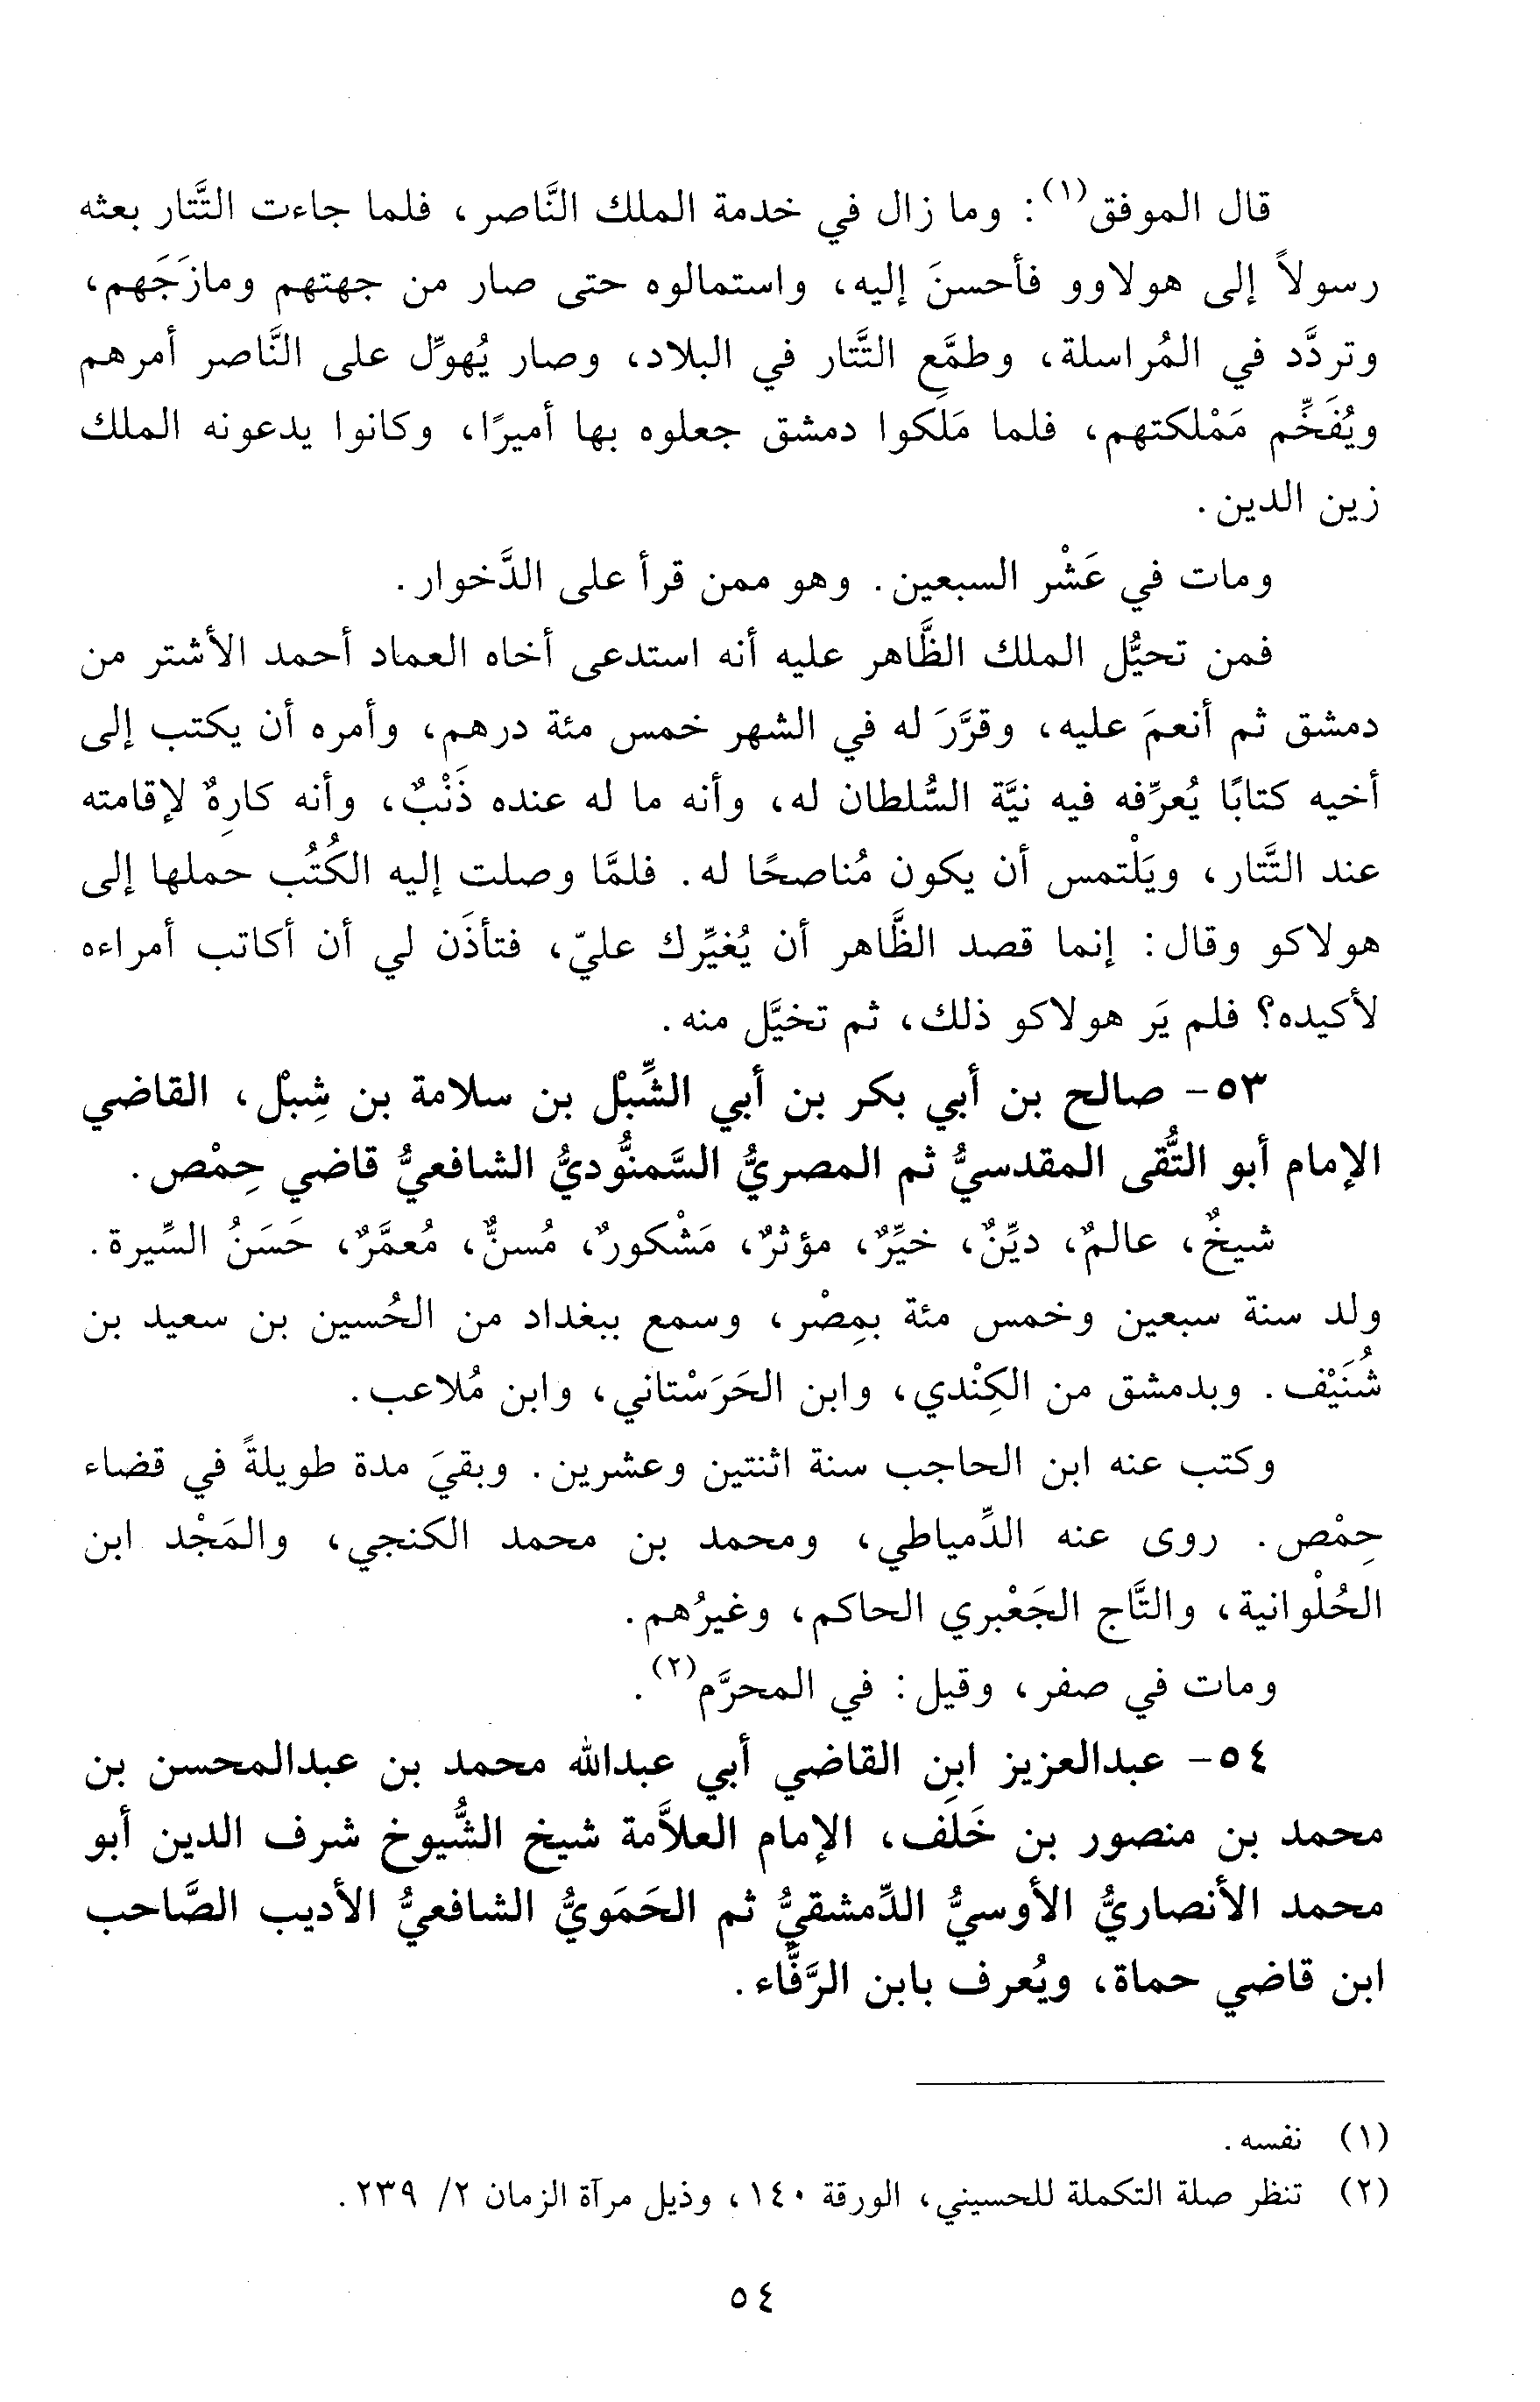 قال الموفق(١): وما زال في خدمة الملك النَّاصر، فلما جاءت التَّتار بعثه
رسولاً إلى هولاوو فأحسنَ إليه، واستمالوه حتى صار من جهتهم ومازَجَهم،
وتردَّد في المُراسلة، وطمَّع التَّتار في البلاد، وصار يُهوِّل على النَّاصر أمرهم
ويُفَخِّم مَمْلكتهم، فلما مَلَكوا دمشق جعلوه بها أميرًا، وكانوا يدعونه الملك
زين الدين.
ومات في عَشْر السبعين. وهو ممن قرأ على الدَّخوار.
فمن تحيُّل الملك الظَّاهر عليه أنه استدعى أخاه العماد أحمد الأشتر من
دمشق ثم أنعمَ عليه، وقرَّرَ له في الشهر خمس مئة درهم، وأمره أن يكتب إلى
أخيه كتابًا يُعرِّفه فيه نيَّة السُّلطان له، وأنه ما له عنده ذَنْبٌ، وأنه كارِهٌ لإقامته
عند التَّتار، ويَلْتمس أن يكون مُناصحًا له. فلمَّا وصلت إليه الكُتُب حملها إلى
هولاكو وقال: إنما قصد الظَّاهر أن يُغيِّرك عليّ، فتأذَن لي أن أكاتب أمراءه
لأكيده؟ فلم يَر هولاكو ذلك، ثم تخيَّل منه.
٥٣- صالح بن أبي بكر بن أبي الشِّبْل بن سلامة بن شِبْل، القاضي
الإمام أبو التُّقى المقدسيُّ ثم المصريُّ السَّمنُّوديُّ الشافعيُّ قاضي حِمْص.
شيخٌ، عالمٌ، ديِّنٌ، خيِّرٌ، مؤثرٌ، مَشْكورٌ، مُسنٌّ، مُعمَّرٌ، حَسَنُ السِّيرة.
ولد سنة سبعين وخمس مئة بمِصْر، وسمع ببغداد من الحُسين بن سعيد بن
شُنَيْف. وبدمشق من الكِنْدي، وابن الحَرَسْتاني، وابن مُلاعب.
وكتب عنه ابن الحاجب سنة اثنتين وعشرين. وبقيَ مدة طويلةً في قضاء
حِمْص. روى عنه الدِّمياطي، ومحمد بن محمد الكنجي، والمَجْد ابن
الحُلْوانية، والتَّاج الجَعْبري الحاكم، وغيرُهم.
ومات في صفر، وقيل: في المحرَّم(٢).
٥٤- عبدالعزيز ابن القاضي أبي عبدالله محمد بن عبدالمحسن بن
محمد بن منصور بن خَلَف، الإمام العلاَّمة شيخ الشُّيوخ شرف الدين أبو
محمد الأنصاريُّ الأوسيُّ الدِّمشقيُّ ثم الحَمَويُّ الشافعيُّ الأديب الصَّاحب
ابن قاضي حماة، ويُعرف بابن الرَّفَّاء.
(١) نفسه.
(٢) تنظر صلة التكملة للحسيني، الورقة ١٤٠، وذيل مرآة الزمان ٢/ ٢٣٩.
٥٤